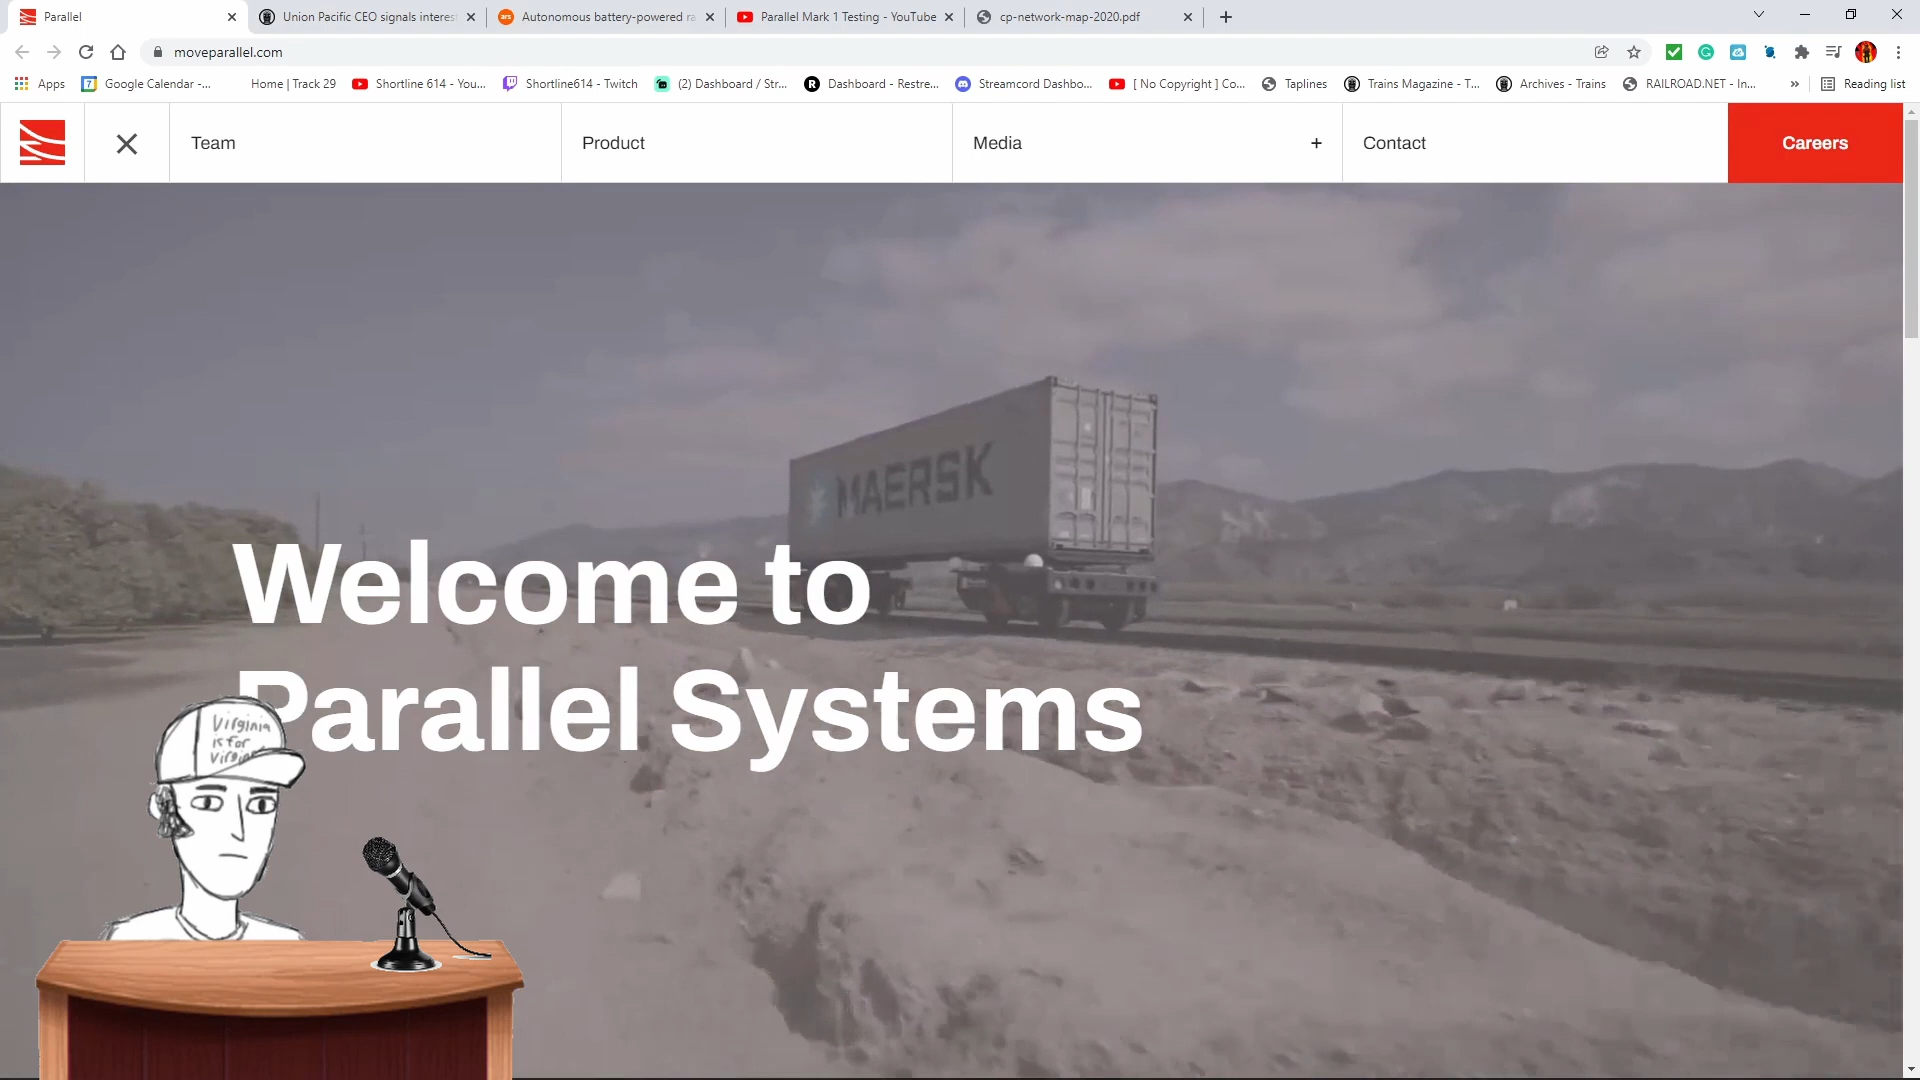 Parallel
Union Pacific CEO signals interes
Autonomous battery-powered ra
Parallel Mark 1 Testing - YouTube
cp-network-map-2020.pdf
moveparallel.com
Apps
Google Calendar -...
Home | Track 29
Shortline 614 - You...
Shortline614 - Twitch
(2) Dashboard / Str...
Dashboard - Restre...
Streamcord Dashbo...
[ No Copyright ] Co...
Taplines
Trains Magazine - T...
Archives - Trains
RAILROAD.NET - In...
»
Reading list
Team
Product
Media
+
Contact
Careers
MAERSK
Welcome to
Parallel Systems
Virginia
is for
Virgin